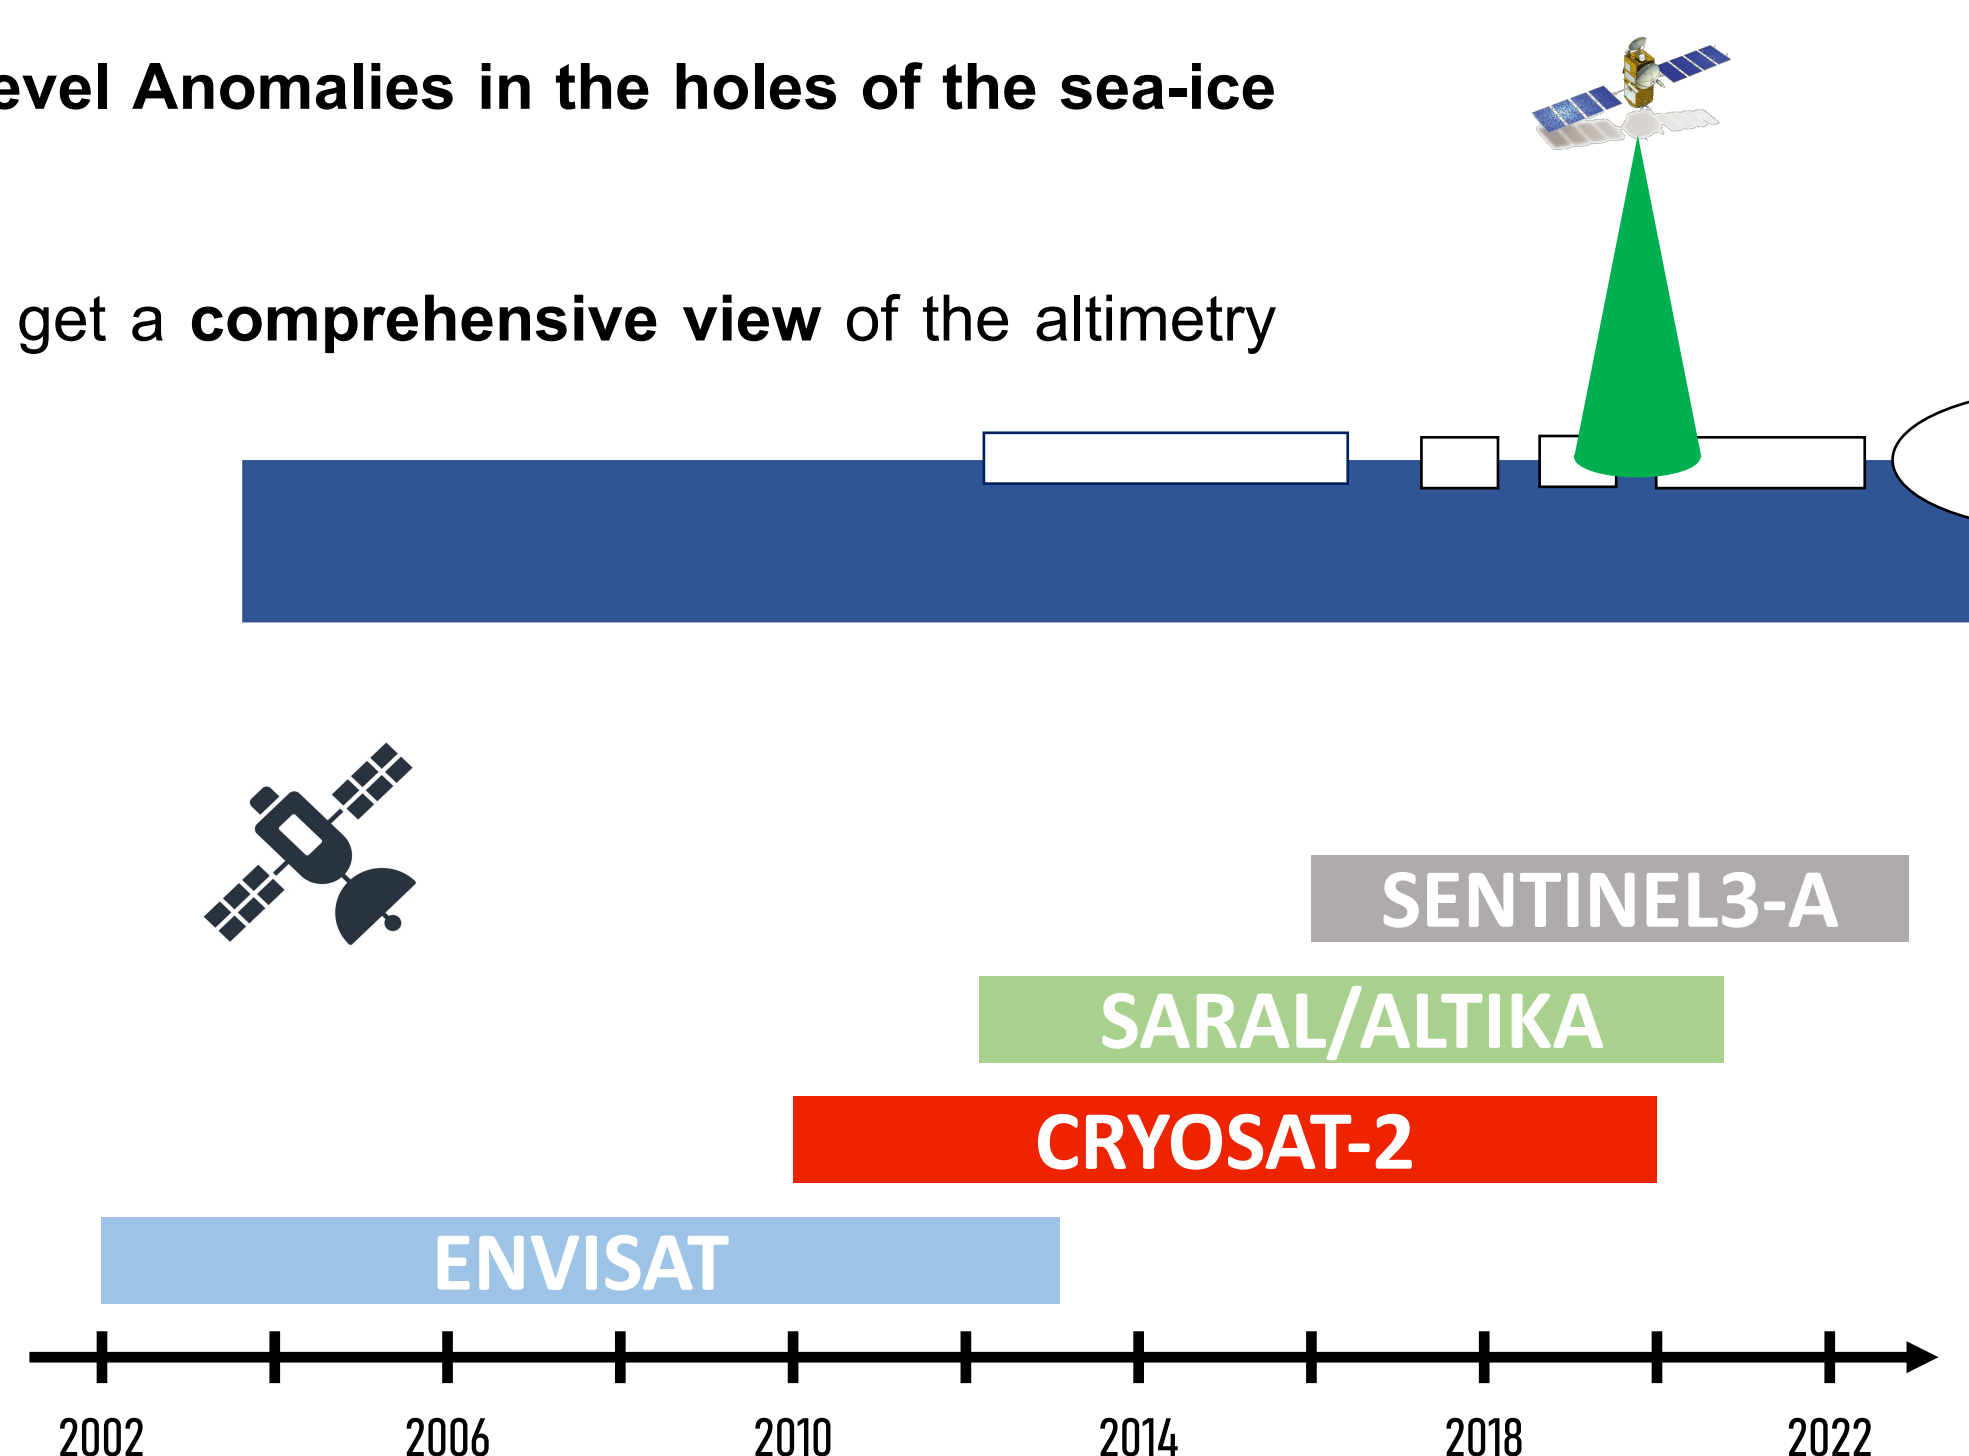 evel Anomalies in the holes of the sea-ice
get a comprehensive view of the altimetry
SENTINEL3-A
SARAL/ALTIKA
CRYOSAT-2
ENVISAT
2002 2006 2010 2014 2018 2022